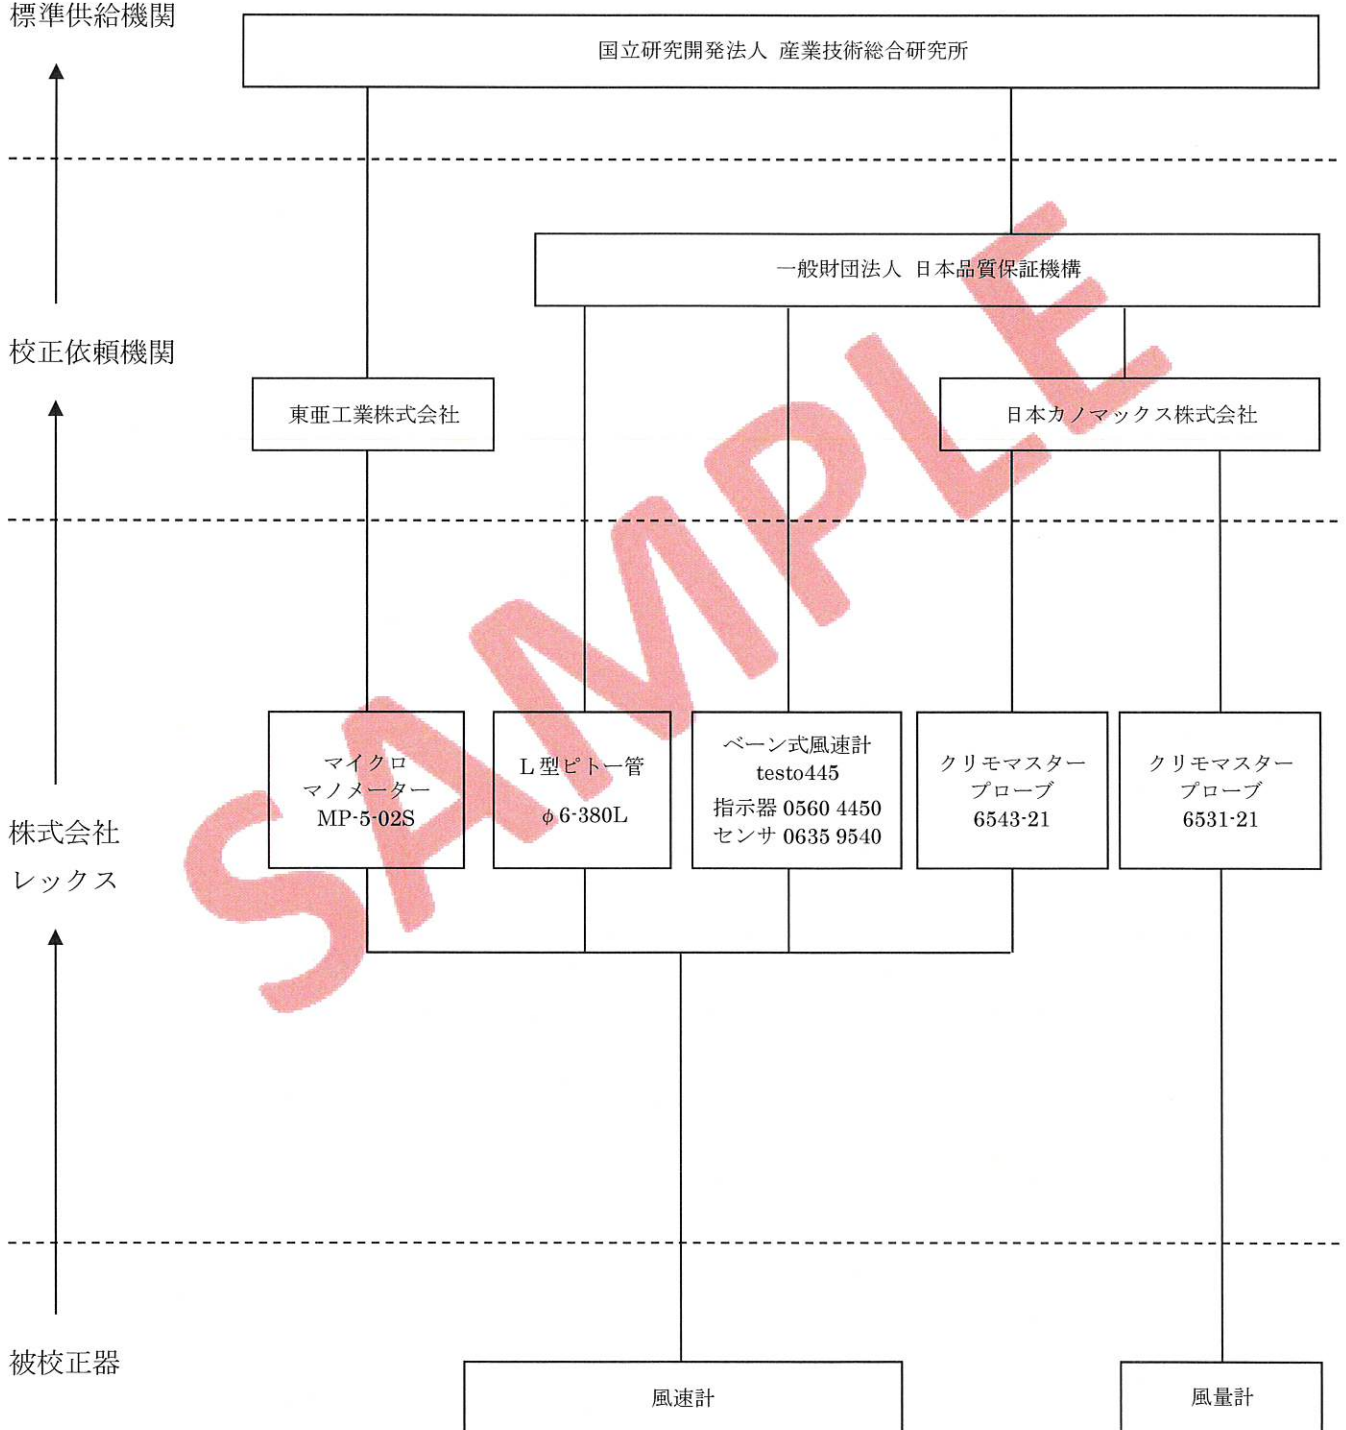 標準供給機関
国立研究開発法人 産業技術総合研究所
一般財団法人 日本品質保証機構
校正依頼機関
東亜工業株式会社
日本カノマックス株式会社
マイクロ
マノメーター
MP-5-02S
L型ピトー管
φ6-380L
ベーン式風速計
testo445
指示器 0560 4450
センサ 0635 9540
クリモマスター
プローブ
6543-21
クリモマスター
プローブ
6531-21
株式会社
レックス
被校正器
風速計
風量計
SAMPLE